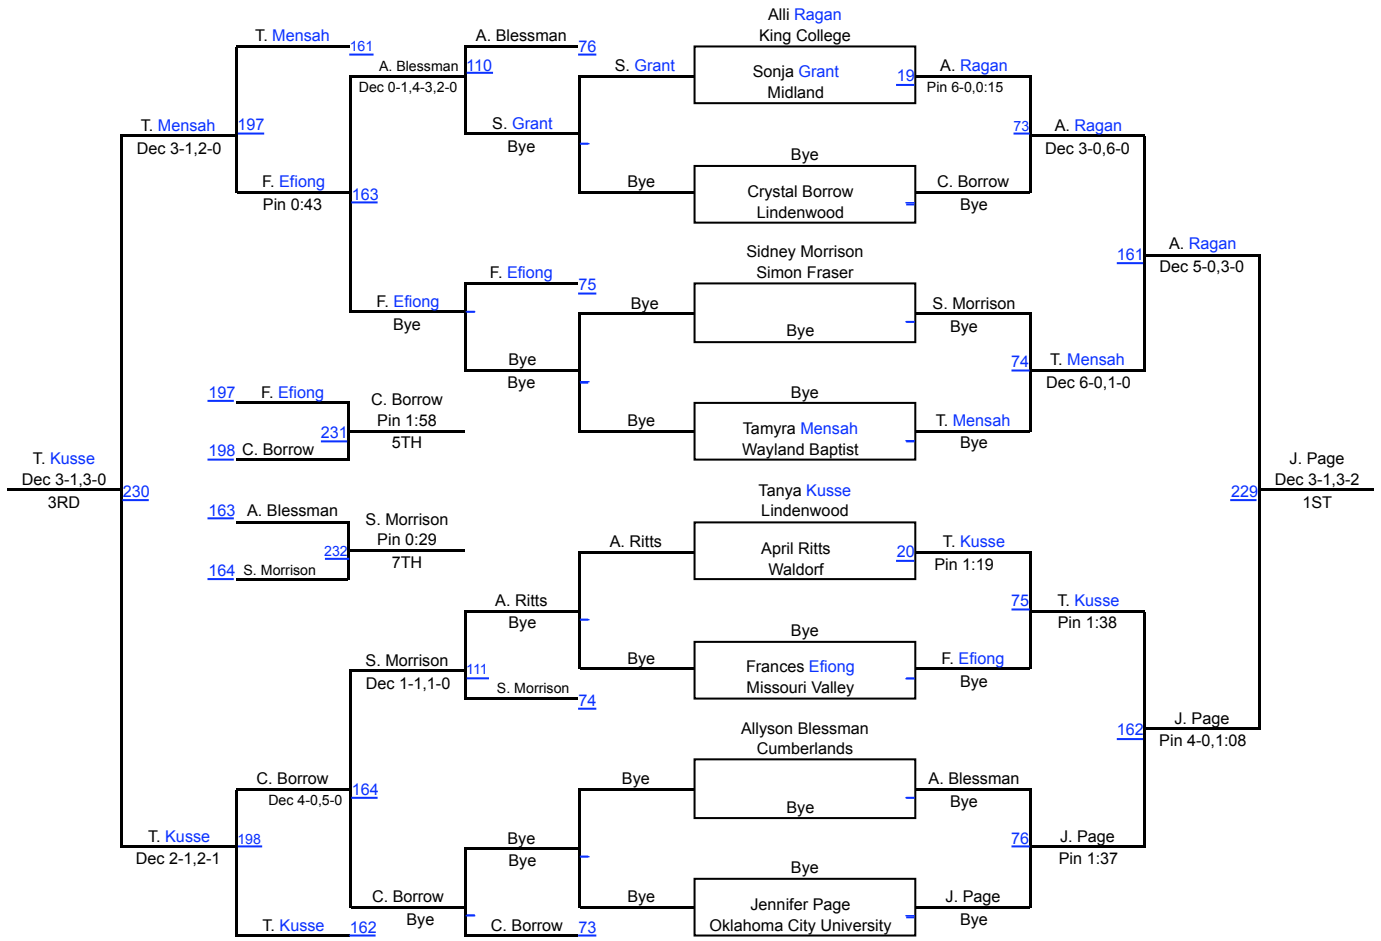 Alli Ragan
King College
T. Mensah
161
A. Blessman
76
A. Blessman
110
Dec 0-1,4-3,2-0
S. Grant
Sonja Grant
Midland
19
A. Ragan
Pin 6-0,0:15
T. Mensah
197
Dec 3-1,2-0
S. Grant
Bye
73
A. Ragan
Dec 3-0,6-0
Bye
F. Efiong
163
Pin 0:43
Bye
Crystal Borrow
Lindenwood
C. Borrow
Bye
Sidney Morrison
Simon Fraser
161
A. Ragan
Dec 5-0,3-0
F. Efiong
75
F. Efiong
Bye
Bye
Bye
S. Morrison
Bye
Bye
Bye
74
T. Mensah
Dec 6-0,1-0
197
F. Efiong
C. Borrow
Pin 1:58
5TH
231
198
C. Borrow
Bye
Bye
Tamyra Mensah
Wayland Baptist
T. Mensah
Bye
T. Kusse
Dec 3-1,3-0
3RD
230
J. Page
Dec 3-1,3-2
1ST
229
Tanya Kusse
Lindenwood
163
A. Blessman
S. Morrison
Pin 0:29
7TH
232
164
S. Morrison
A. Ritts
April Ritts
Waldorf
20
T. Kusse
Pin 1:19
A. Ritts
Bye
75
T. Kusse
Pin 1:38
Bye
S. Morrison
111
Dec 1-1,1-0
S. Morrison
74
Bye
Frances Efiong
Missouri Valley
F. Efiong
Bye
Allyson Blessman
Cumberlands
162
J. Page
Pin 4-0,1:08
C. Borrow
164
Dec 4-0,5-0
Bye
Bye
A. Blessman
Bye
T. Kusse
198
Dec 2-1,2-1
Bye
Bye
76
J. Page
Pin 1:37
Bye
C. Borrow
Bye
Bye
Jennifer Page
Oklahoma City University
J. Page
Bye
T. Kusse
162
C. Borrow
73